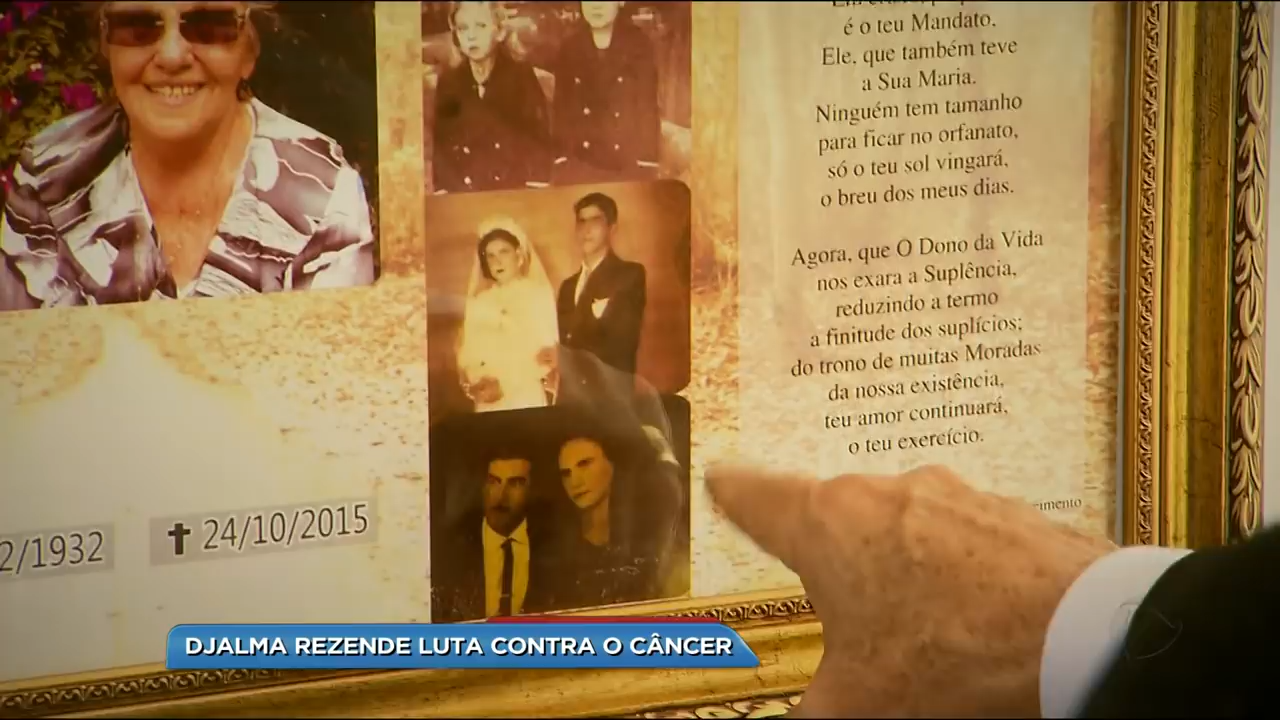 é o teu Mandato.
Ele, que também teve
a Sua Maria.
Ninguém tem tamanho
para ficar no orfanato,
só o teu sol vingará,
o breu dos meus dias.
Agora, que O Dono da Vida
nos exara a Suplência,
reduzindo a termo
a finitude dos suplícios;
do trono de muitas Moradas
da nossa existência,
teu amor continuará,
o teu exercício.
2/1932
✝ 24/10/2015
DJALMA REZENDE LUTA CONTRA O CÂNCER